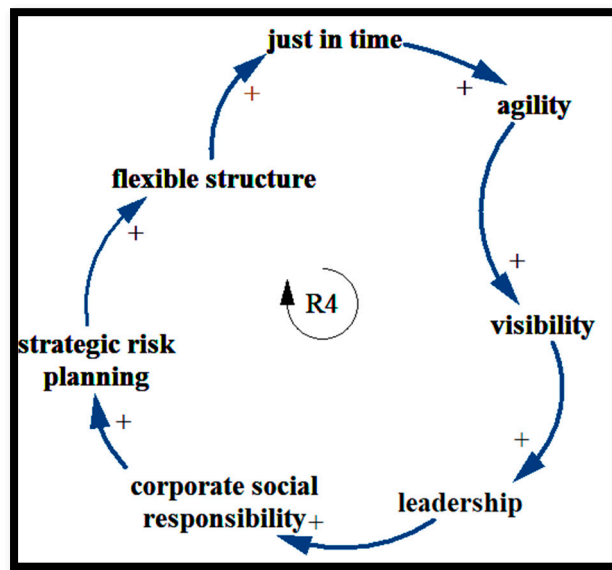 just in time
+
+
agility
flexible structure
+
+
R4
visibility
strategic risk
planning
+
+
corporate social
responsibility+
leadership